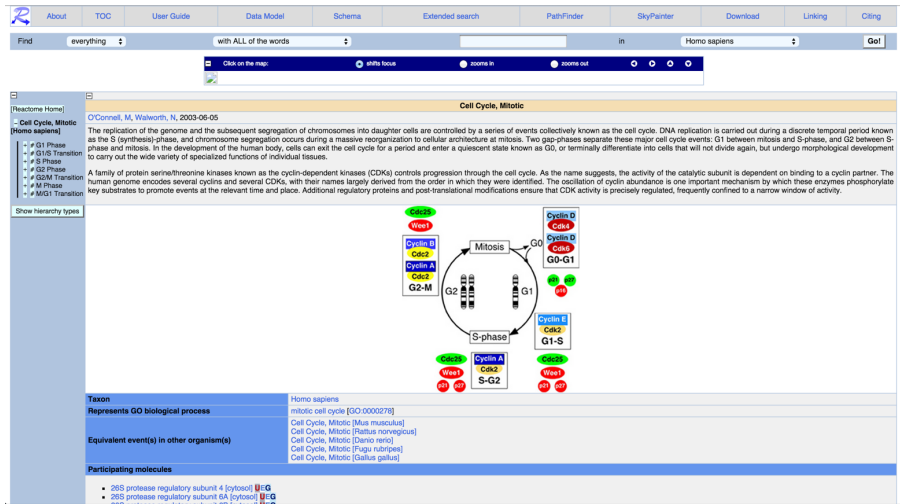 R About TOC User Guide Data Model Schema Extended search PathFinder SkyPainter Download Linking Citing
Find everything with ALL of the words in Homo sapiens Go!
Click on the map: shifts focus zooms in zooms out
[Reactome Home]
Cell Cycle, Mitotic
[Homo sapiens]
G1 Phase
G1/S Transition
S Phase
G2 Phase
G2/M Transition
M Phase
M/G1 Transition
Show hierarchy types
Cell Cycle, Mitotic
O'Connell, M, Walworth, N, 2003-06-05
The replication of the genome and the subsequent segregation of chromosomes into daughter cells are controlled by a series of events collectively known as the cell cycle. DNA replication is carried out during a discrete temporal period known
as the S (synthesis)-phase, and chromosome segregation occurs during a massive reorganization to cellular architecture at mitosis. Two gap-phases separate these major cell cycle events: G1 between mitosis and S-phase, and G2 between S-
phase and mitosis. In the development of the human body, cells can exit the cell cycle for a period and enter a quiescent state known as G0, or terminally differentiate into cells that will not divide again, but undergo morphological development
to carry out the wide variety of specialized functions of individual tissues.
A family of protein serine/threonine kinases known as the cyclin-dependent kinases (CDKs) controls progression through the cell cycle. As the name suggests, the activity of the catalytic subunit is dependent on binding to a cyclin partner. The
human genome encodes several cyclins and several CDKs, with their names largely derived from the order in which they were identified. The oscillation of cyclin abundance is one important mechanism by which these enzymes phosphorylate
key substrates to promote events at the relevant time and place. Additional regulatory proteins and post-translational modifications ensure that CDK activity is precisely regulated, frequently confined to a narrow window of activity.
Cdc25
Wee1
Cyclin B
Cdc2
Cyclin A
Cdc2
G2-M
Mitosis
G0
G2
G1
S-phase
Cyclin D
Cdk4
Cyclin D
Cdk6
G0-G1
p21 p27
p16
Cyclin E
Cdk2
G1-S
Cdc25
Wee1
p21 p27
Cyclin A
Cdk2
S-G2
Cdc25
Wee1
p21 p27
Taxon Homo sapiens
Represents GO biological process mitotic cell cycle [GO:0000278]
Equivalent event(s) in other organism(s)
Cell Cycle, Mitotic [Mus musculus]
Cell Cycle, Mitotic [Rattus norvegicus]
Cell Cycle, Mitotic [Danio rerio]
Cell Cycle, Mitotic [Fugu rubripes]
Cell Cycle, Mitotic [Gallus gallus]
Participating molecules
26S protease regulatory subunit 4 [cytosol] UEG
26S protease regulatory subunit 6A [cytosol] UEG